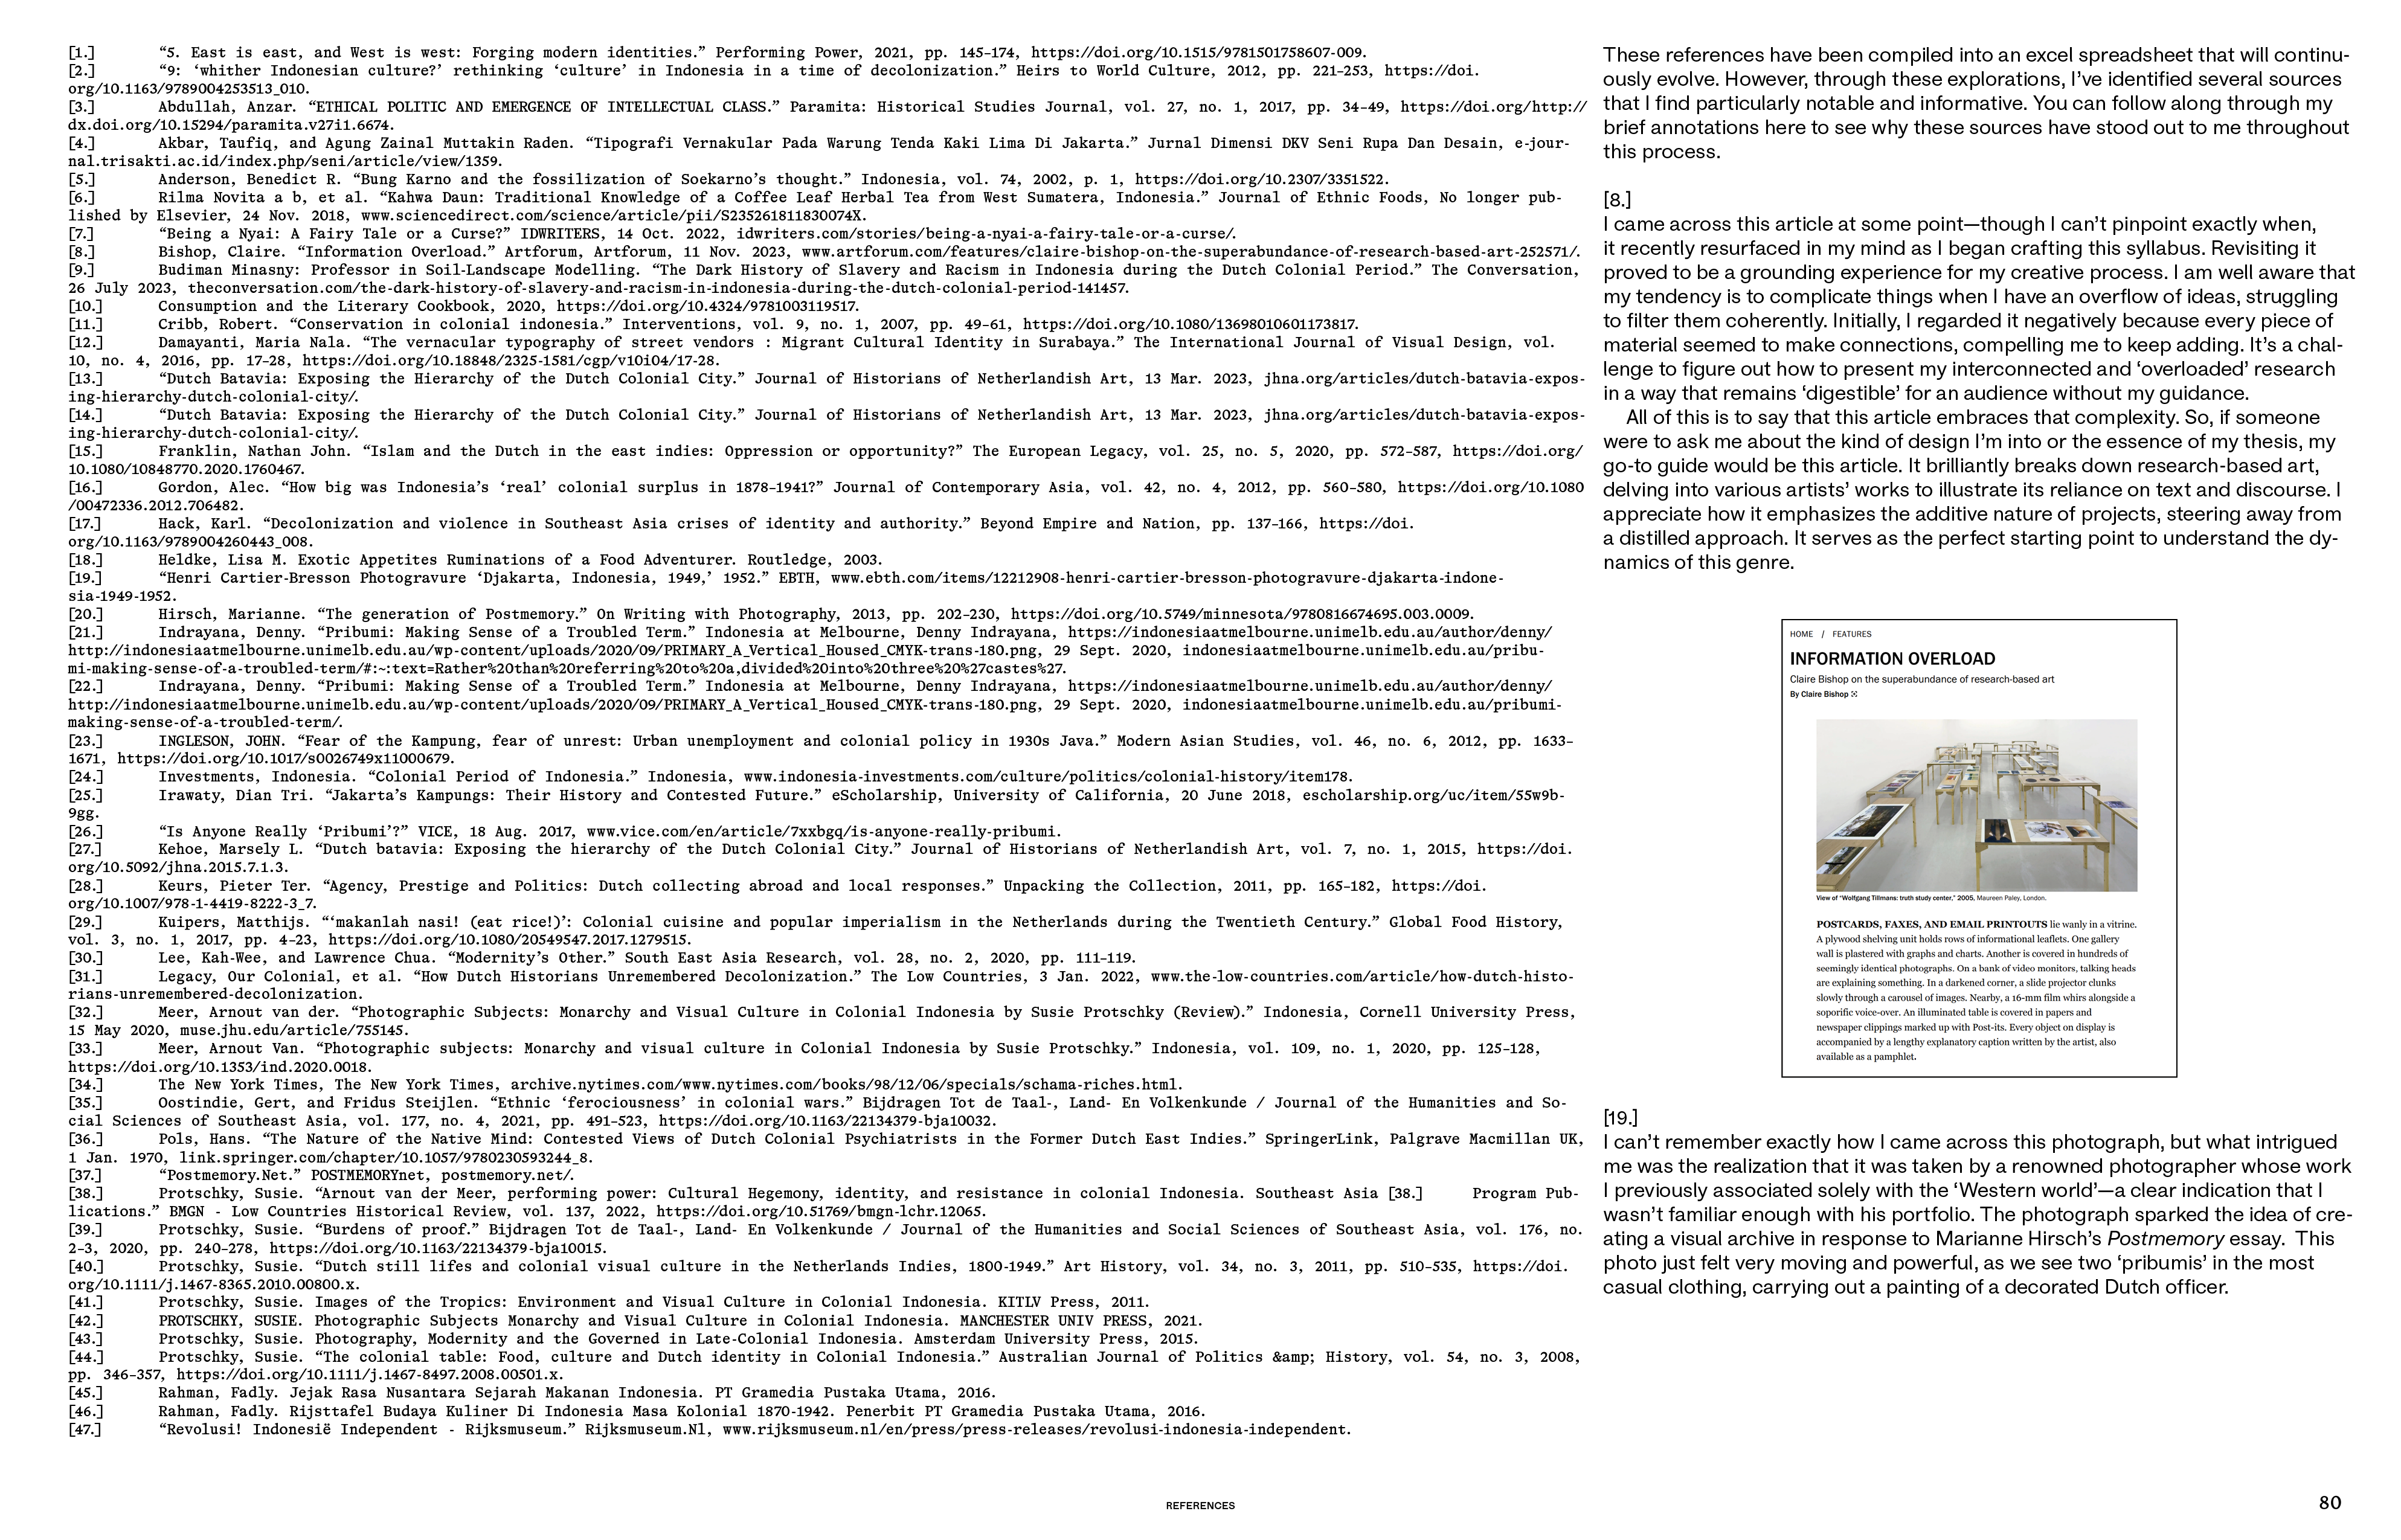 [1.] “5. East is east, and West is west: Forging modern identities.” Performing Power, 2021, pp. 145–174, https://doi.org/10.1515/9781501758607-009.
[2.] “9: ‘whither Indonesian culture?’ rethinking ‘culture’ in Indonesia in a time of decolonization.” Heirs to World Culture, 2012, pp. 221–253, https://doi.
org/10.1163/9789004253513_010.
[3.] Abdullah, Anzar. “ETHICAL POLITIC AND EMERGENCE OF INTELLECTUAL CLASS.” Paramita: Historical Studies Journal, vol. 27, no. 1, 2017, pp. 34–49, https://doi.org/http://
dx.doi.org/10.15294/paramita.v27i1.6674.
[4.] Akbar, Taufiq, and Agung Zainal Muttakin Raden. “Tipografi Vernakular Pada Warung Tenda Kaki Lima Di Jakarta.” Jurnal Dimensi DKV Seni Rupa Dan Desain, e-jour-
nal.trisakti.ac.id/index.php/seni/article/view/1359.
[5.] Anderson, Benedict R. “Bung Karno and the fossilization of Soekarno’s thought.” Indonesia, vol. 74, 2002, p. 1, https://doi.org/10.2307/3351522.
[6.] Rilma Novita a b, et al. “Kahwa Daun: Traditional Knowledge of a Coffee Leaf Herbal Tea from West Sumatera, Indonesia.” Journal of Ethnic Foods, No longer pub-
lished by Elsevier, 24 Nov. 2018, www.sciencedirect.com/science/article/pii/S235261811830074X.
[7.] “Being a Nyai: A Fairy Tale or a Curse?” IDWRITERS, 14 Oct. 2022, idwriters.com/stories/being-a-nyai-a-fairy-tale-or-a-curse/.
[8.] Bishop, Claire. “Information Overload.” Artforum, Artforum, 11 Nov. 2023, www.artforum.com/features/claire-bishop-on-the-superabundance-of-research-based-art-252571/.
[9.] Budiman Minasny: Professor in Soil-Landscape Modelling. “The Dark History of Slavery and Racism in Indonesia during the Dutch Colonial Period.” The Conversation,
26 July 2023, theconversation.com/the-dark-history-of-slavery-and-racism-in-indonesia-during-the-dutch-colonial-period-141457.
[10.] Consumption and the Literary Cookbook, 2020, https://doi.org/10.4324/9781003119517.
[11.] Cribb, Robert. “Conservation in colonial indonesia.” Interventions, vol. 9, no. 1, 2007, pp. 49–61, https://doi.org/10.1080/13698010601173817.
[12.] Damayanti, Maria Nala. “The vernacular typography of street vendors : Migrant Cultural Identity in Surabaya.” The International Journal of Visual Design, vol.
10, no. 4, 2016, pp. 17–28, https://doi.org/10.18848/2325-1581/cgp/v10i04/17-28.
[13.] “Dutch Batavia: Exposing the Hierarchy of the Dutch Colonial City.” Journal of Historians of Netherlandish Art, 13 Mar. 2023, jhna.org/articles/dutch-batavia-expos-
ing-hierarchy-dutch-colonial-city/.
[14.] “Dutch Batavia: Exposing the Hierarchy of the Dutch Colonial City.” Journal of Historians of Netherlandish Art, 13 Mar. 2023, jhna.org/articles/dutch-batavia-expos-
ing-hierarchy-dutch-colonial-city/.
[15.] Franklin, Nathan John. “Islam and the Dutch in the east indies: Oppression or opportunity?” The European Legacy, vol. 25, no. 5, 2020, pp. 572–587, https://doi.org/
10.1080/10848770.2020.1760467.
[16.] Gordon, Alec. “How big was Indonesia’s ‘real’ colonial surplus in 1878–1941?” Journal of Contemporary Asia, vol. 42, no. 4, 2012, pp. 560–580, https://doi.org/10.1080
/00472336.2012.706482.
[17.] Hack, Karl. “Decolonization and violence in Southeast Asia crises of identity and authority.” Beyond Empire and Nation, pp. 137–166, https://doi.
org/10.1163/9789004260443_008.
[18.] Heldke, Lisa M. Exotic Appetites Ruminations of a Food Adventurer. Routledge, 2003.
[19.] “Henri Cartier-Bresson Photogravure ‘Djakarta, Indonesia, 1949,’ 1952.” EBTH, www.ebth.com/items/12212908-henri-cartier-bresson-photogravure-djakarta-indone-
sia-1949-1952.
[20.] Hirsch, Marianne. “The generation of Postmemory.” On Writing with Photography, 2013, pp. 202–230, https://doi.org/10.5749/minnesota/9780816674695.003.0009.
[21.] Indrayana, Denny. “Pribumi: Making Sense of a Troubled Term.” Indonesia at Melbourne, Denny Indrayana, https://indonesiaatmelbourne.unimelb.edu.au/author/denny/
http://indonesiaatmelbourne.unimelb.edu.au/wp-content/uploads/2020/09/PRIMARY_A_Vertical_Housed_CMYK-trans-180.png, 29 Sept. 2020, indonesiaatmelbourne.unimelb.edu.au/pribu-
mi-making-sense-of-a-troubled-term/#:~:text=Rather%20than%20referring%20to%20a,divided%20into%20three%20%27castes%27.
[22.] Indrayana, Denny. “Pribumi: Making Sense of a Troubled Term.” Indonesia at Melbourne, Denny Indrayana, https://indonesiaatmelbourne.unimelb.edu.au/author/denny/
http://indonesiaatmelbourne.unimelb.edu.au/wp-content/uploads/2020/09/PRIMARY_A_Vertical_Housed_CMYK-trans-180.png, 29 Sept. 2020, indonesiaatmelbourne.unimelb.edu.au/pribumi-
making-sense-of-a-troubled-term/.
[23.] INGLESON, JOHN. “Fear of the Kampung, fear of unrest: Urban unemployment and colonial policy in 1930s Java.” Modern Asian Studies, vol. 46, no. 6, 2012, pp. 1633–
1671, https://doi.org/10.1017/s0026749x11000679.
[24.] Investments, Indonesia. “Colonial Period of Indonesia.” Indonesia, www.indonesia-investments.com/culture/politics/colonial-history/item178.
[25.] Irawaty, Dian Tri. “Jakarta’s Kampungs: Their History and Contested Future.” eScholarship, University of California, 20 June 2018, escholarship.org/uc/item/55w9b-
9gg.
[26.] “Is Anyone Really ‘Pribumi’?” VICE, 18 Aug. 2017, www.vice.com/en/article/7xxbgq/is-anyone-really-pribumi.
[27.] Kehoe, Marsely L. “Dutch batavia: Exposing the hierarchy of the Dutch Colonial City.” Journal of Historians of Netherlandish Art, vol. 7, no. 1, 2015, https://doi.
org/10.5092/jhna.2015.7.1.3.
[28.] Keurs, Pieter Ter. “Agency, Prestige and Politics: Dutch collecting abroad and local responses.” Unpacking the Collection, 2011, pp. 165–182, https://doi.
org/10.1007/978-1-4419-8222-3_7.
[29.] Kuipers, Matthijs. “‘makanlah nasi! (eat rice!)’: Colonial cuisine and popular imperialism in the Netherlands during the Twentieth Century.” Global Food History,
vol. 3, no. 1, 2017, pp. 4–23, https://doi.org/10.1080/20549547.2017.1279515.
[30.] Lee, Kah-Wee, and Lawrence Chua. “Modernity’s Other.” South East Asia Research, vol. 28, no. 2, 2020, pp. 111–119.
[31.] Legacy, Our Colonial, et al. “How Dutch Historians Unremembered Decolonization.” The Low Countries, 3 Jan. 2022, www.the-low-countries.com/article/how-dutch-histo-
rians-unremembered-decolonization.
[32.] Meer, Arnout van der. “Photographic Subjects: Monarchy and Visual Culture in Colonial Indonesia by Susie Protschky (Review).” Indonesia, Cornell University Press,
15 May 2020, muse.jhu.edu/article/755145.
[33.] Meer, Arnout Van. “Photographic subjects: Monarchy and visual culture in Colonial Indonesia by Susie Protschky.” Indonesia, vol. 109, no. 1, 2020, pp. 125–128,
https://doi.org/10.1353/ind.2020.0018.
[34.] The New York Times, The New York Times, archive.nytimes.com/www.nytimes.com/books/98/12/06/specials/schama-riches.html.
[35.] Oostindie, Gert, and Fridus Steijlen. “Ethnic ‘ferociousness’ in colonial wars.” Bijdragen Tot de Taal-, Land- En Volkenkunde / Journal of the Humanities and So-
cial Sciences of Southeast Asia, vol. 177, no. 4, 2021, pp. 491–523, https://doi.org/10.1163/22134379-bja10032.
[36.] Pols, Hans. “The Nature of the Native Mind: Contested Views of Dutch Colonial Psychiatrists in the Former Dutch East Indies.” SpringerLink, Palgrave Macmillan UK,
1 Jan. 1970, link.springer.com/chapter/10.1057/9780230593244_8.
[37.] “Postmemory.Net.” POSTMEMORYnet, postmemory.net/.
[38.] Protschky, Susie. “Arnout van der Meer, performing power: Cultural Hegemony, identity, and resistance in colonial Indonesia. Southeast Asia [38.] Program Pub-
lications.” BMGN - Low Countries Historical Review, vol. 137, 2022, https://doi.org/10.51769/bmgn-lchr.12065.
[39.] Protschky, Susie. “Burdens of proof.” Bijdragen Tot de Taal-, Land- En Volkenkunde / Journal of the Humanities and Social Sciences of Southeast Asia, vol. 176, no.
2–3, 2020, pp. 240–278, https://doi.org/10.1163/22134379-bja10015.
[40.] Protschky, Susie. “Dutch still lifes and colonial visual culture in the Netherlands Indies, 1800-1949.” Art History, vol. 34, no. 3, 2011, pp. 510–535, https://doi.
org/10.1111/j.1467-8365.2010.00800.x.
[41.] Protschky, Susie. Images of the Tropics: Environment and Visual Culture in Colonial Indonesia. KITLV Press, 2011.
[42.] PROTSCHKY, SUSIE. Photographic Subjects Monarchy and Visual Culture in Colonial Indonesia. MANCHESTER UNIV PRESS, 2021.
[43.] Protschky, Susie. Photography, Modernity and the Governed in Late-Colonial Indonesia. Amsterdam University Press, 2015.
[44.] Protschky, Susie. “The colonial table: Food, culture and Dutch identity in Colonial Indonesia.” Australian Journal of Politics &amp; History, vol. 54, no. 3, 2008,
pp. 346–357, https://doi.org/10.1111/j.1467-8497.2008.00501.x.
[45.] Rahman, Fadly. Jejak Rasa Nusantara Sejarah Makanan Indonesia. PT Gramedia Pustaka Utama, 2016.
[46.] Rahman, Fadly. Rijsttafel Budaya Kuliner Di Indonesia Masa Kolonial 1870-1942. Penerbit PT Gramedia Pustaka Utama, 2016.
[47.] “Revolusi! Indonesië Independent - Rijksmuseum.” Rijksmuseum.Nl, www.rijksmuseum.nl/en/press/press-releases/revolusi-indonesia-independent.
These references have been compiled into an excel spreadsheet that will continu-
ously evolve. However, through these explorations, I’ve identified several sources
that I find particularly notable and informative. You can follow along through my
brief annotations here to see why these sources have stood out to me throughout
this process.
[8.]
I came across this article at some point—though I can’t pinpoint exactly when,
it recently resurfaced in my mind as I began crafting this syllabus. Revisiting it
proved to be a grounding experience for my creative process. I am well aware that
my tendency is to complicate things when I have an overflow of ideas, struggling
to filter them coherently. Initially, I regarded it negatively because every piece of
material seemed to make connections, compelling me to keep adding. It’s a chal-
lenge to figure out how to present my interconnected and ‘overloaded’ research
in a way that remains ‘digestible’ for an audience without my guidance.
All of this is to say that this article embraces that complexity. So, if someone
were to ask me about the kind of design I’m into or the essence of my thesis, my
go-to guide would be this article. It brilliantly breaks down research-based art,
delving into various artists’ works to illustrate its reliance on text and discourse. I
appreciate how it emphasizes the additive nature of projects, steering away from
a distilled approach. It serves as the perfect starting point to understand the dy-
namics of this genre.
HOME / FEATURES
INFORMATION OVERLOAD
Claire Bishop on the superabundance of research-based art
By Claire Bishop
View of “Wolfgang Tillmans: truth study center,” 2005, Maureen Paley, London.
POSTCARDS, FAXES, AND EMAIL PRINTOUTS lie wanly in a vitrine.
A plywood shelving unit holds rows of informational leaflets. One gallery
wall is plastered with graphs and charts. Another is covered in hundreds of
seemingly identical photographs. On a bank of video monitors, talking heads
are explaining something. In a darkened corner, a slide projector clunks
slowly through a carousel of images. Nearby, a 16-mm film whirs alongside a
soporific voice-over. An illuminated table is covered in papers and
newspaper clippings marked up with Post-its. Every object on display is
accompanied by a lengthy explanatory caption written by the artist, also
available as a pamphlet.
[19.]
I can’t remember exactly how I came across this photograph, but what intrigued
me was the realization that it was taken by a renowned photographer whose work
I previously associated solely with the ‘Western world’—a clear indication that I
wasn’t familiar enough with his portfolio. The photograph sparked the idea of cre-
ating a visual archive in response to Marianne Hirsch’s Postmemory essay. This
photo just felt very moving and powerful, as we see two ‘pribumis’ in the most
casual clothing, carrying out a painting of a decorated Dutch officer.
REFERENCES
80